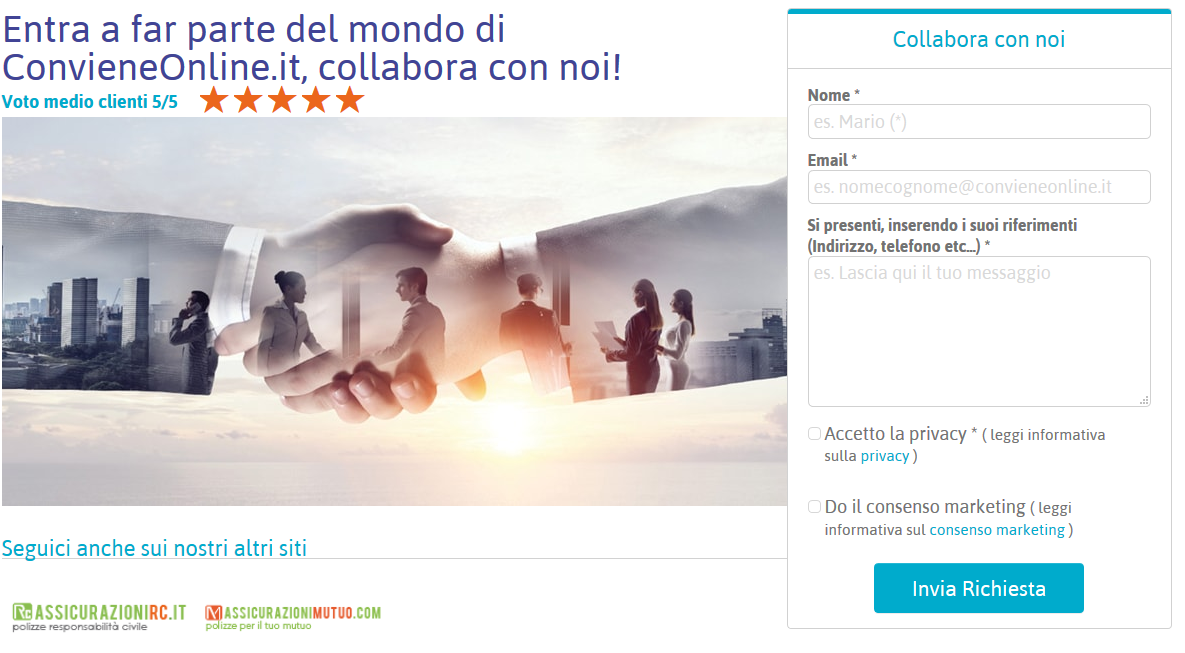 Entra a far parte del mondo di
ConvieneOnline.it, collabora con noi!
Voto medio clienti 5/5
Seguici anche sui nostri altri siti
Rc ASSICURAZIONIRC.IT
polizze responsabilità civile
M ASSICURAZIONIMUTUO.COM
polizze per il tuo mutuo
Collabora con noi
Nome *
es. Mario (*)
Email *
es. nomecognome@convieneonline.it
Si presenti, inserendo i suoi riferimenti
(Indirizzo, telefono etc...) *
es. Lascia qui il tuo messaggio
Accetto la privacy * ( leggi informativa
sulla privacy )
Do il consenso marketing ( leggi
informativa sul consenso marketing )
Invia Richiesta